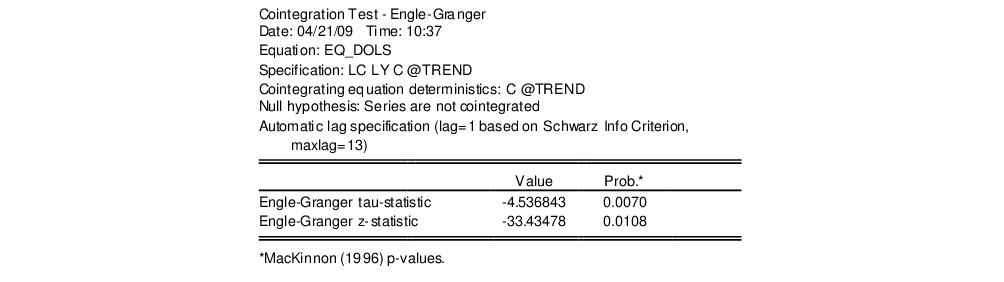 Cointegration Test - Engle-Granger
Date: 04/21/09 Time: 10:37
Equation: EQ_DOLS
Specification: LC LY C @TREND
Cointegrating equation deterministics: C @TREND
Null hypothesis: Series are not cointegrated
Automatic lag specification (lag=1 based on Schwarz Info Criterion,
maxlag=13)
Value Prob.*
Engle-Granger tau-statistic -4.536843 0.0070
Engle-Granger z-statistic -33.43478 0.0108
*MacKinnon (1996) p-values.